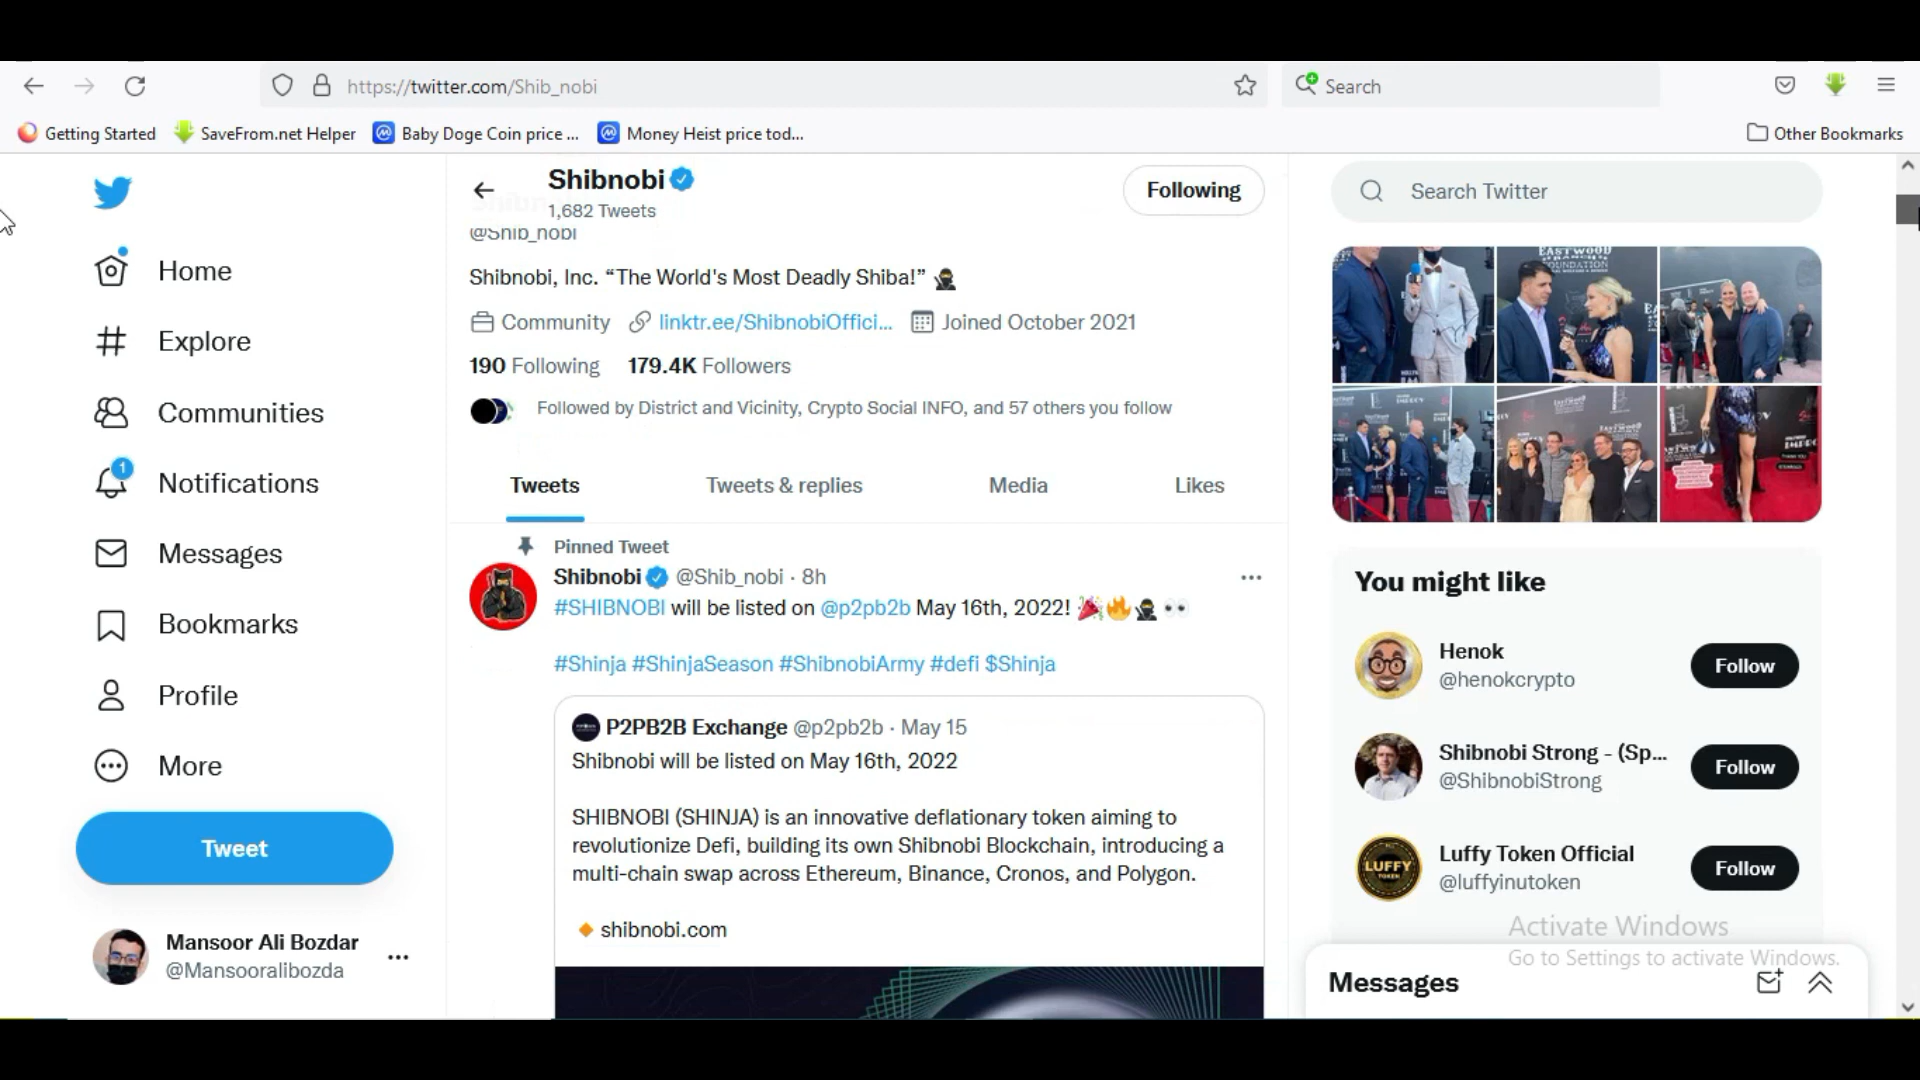 https://twitter.com/Shib_nobi
Search
Getting Started
SaveFrom.net Helper
Baby Doge Coin price ...
Money Heist price tod...
Other Bookmarks
Home
Explore
Communities
1
Notifications
Messages
Bookmarks
Profile
More
Tweet
Mansoor Ali Bozdar
@Mansooralibozda
Shibnobi
1,682 Tweets
Following
@Shib_nobi
Shibnobi, Inc. “The World's Most Deadly Shiba!”
Community linktr.ee/ShibnobiOffici... Joined October 2021
190 Following 179.4K Followers
Followed by District and Vicinity, Crypto Social INFO, and 57 others you follow
Tweets Tweets & replies Media Likes
Pinned Tweet
Shibnobi @Shib_nobi · 8h
#SHIBNOBI will be listed on @p2pb2b May 16th, 2022!
#Shinja #ShinjaSeason #ShibnobiArmy #defi $Shinja
P2PB2B Exchange @p2pb2b · May 15
Shibnobi will be listed on May 16th, 2022
SHIBNOBI (SHINJA) is an innovative deflationary token aiming to
revolutionize Defi, building its own Shibnobi Blockchain, introducing a
multi-chain swap across Ethereum, Binance, Cronos, and Polygon.
shibnobi.com
Search Twitter
EASTWOOD
RANCH
FOUNDATION
You might like
Henok
@henokcrypto
Follow
Shibnobi Strong - (Sp...
@ShibnobiStrong
Follow
LUFFY
TOKEN
Luffy Token Official
@luffyinutoken
Follow
Activate Windows
Go to Settings to activate Windows.
Messages